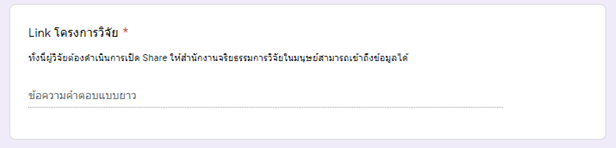 Link โครงการวิจัย *
ทั้งนี้ผู้วิจัยต้องดำเนินการเปิด Share ให้สำนักงานจริยธรรมการวิจัยในมนุษย์สามารถเข้าถึงข้อมูลได้
ข้อความคำตอบแบบยาว